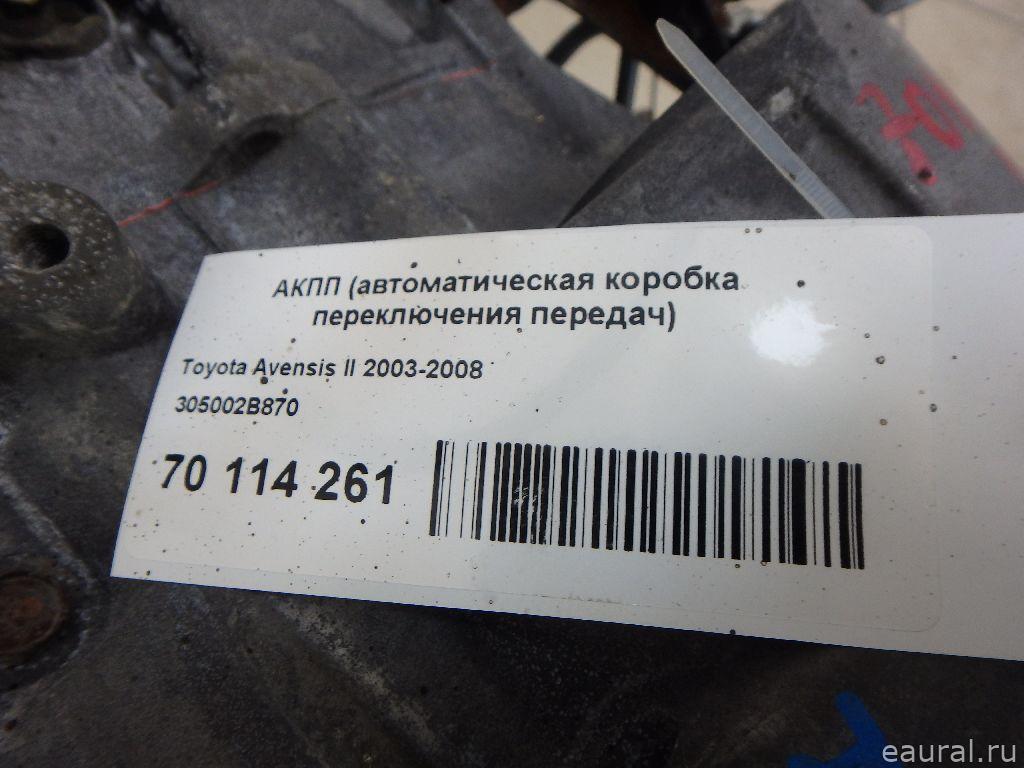 АКПП (автоматическая коробка
переключения передач)
Toyota Avensis II 2003-2008
305002B870
70 114 261
eaural.ru